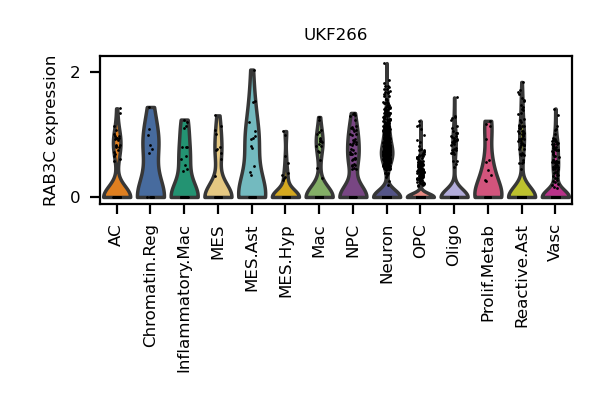 UKF266
RAB3C expression
2
0
AC
Chromatin.Reg
Inflammatory.Mac
MES
MES.Ast
MES.Hyp
Mac
NPC
Neuron
OPC
Oligo
Prolif.Metab
Reactive.Ast
Vasc